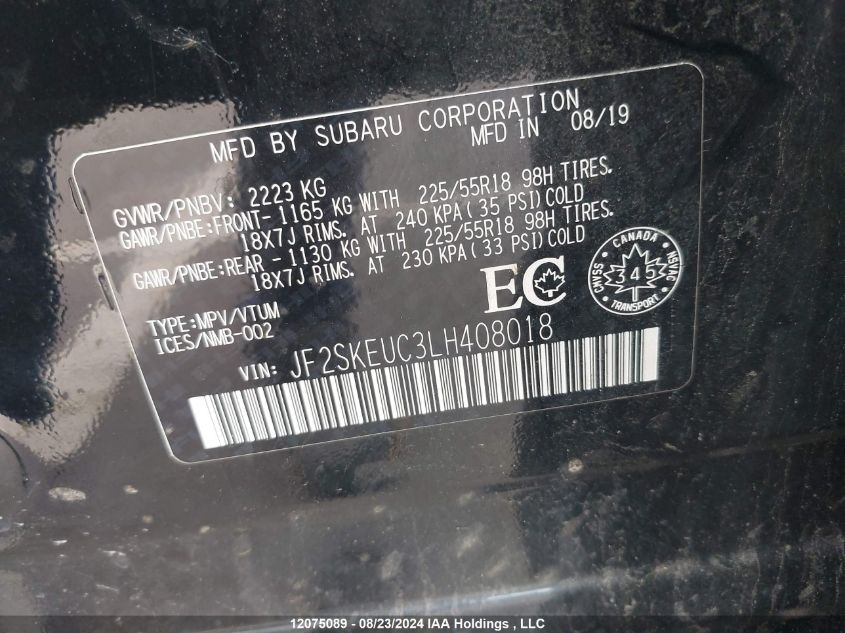 MFD BY SUBARU CORPORATION
MFD IN 08/19
GVWR/PNBV: 2223 KG
GAWR/PNBE:FRONT- 1165 KG WITH 225/55R18 98H TIRES.
18X7J RIMS. AT 240 KPA(35 PSI)COLD
GAWR/PNBE:REAR - 1130 KG WITH 225/55R18 98H TIRES.
18X7J RIMS. AT 230 KPA(33 PSI)COLD
EC
CANADA
CMVSS 345 NSVAC
TRANSPORT
TYPE:MPV/VTUM
ICES/NMB-002
VIN: JF2SKEUC3LH408018
12075089 - 08/23/2024 IAA Holdings , LLC